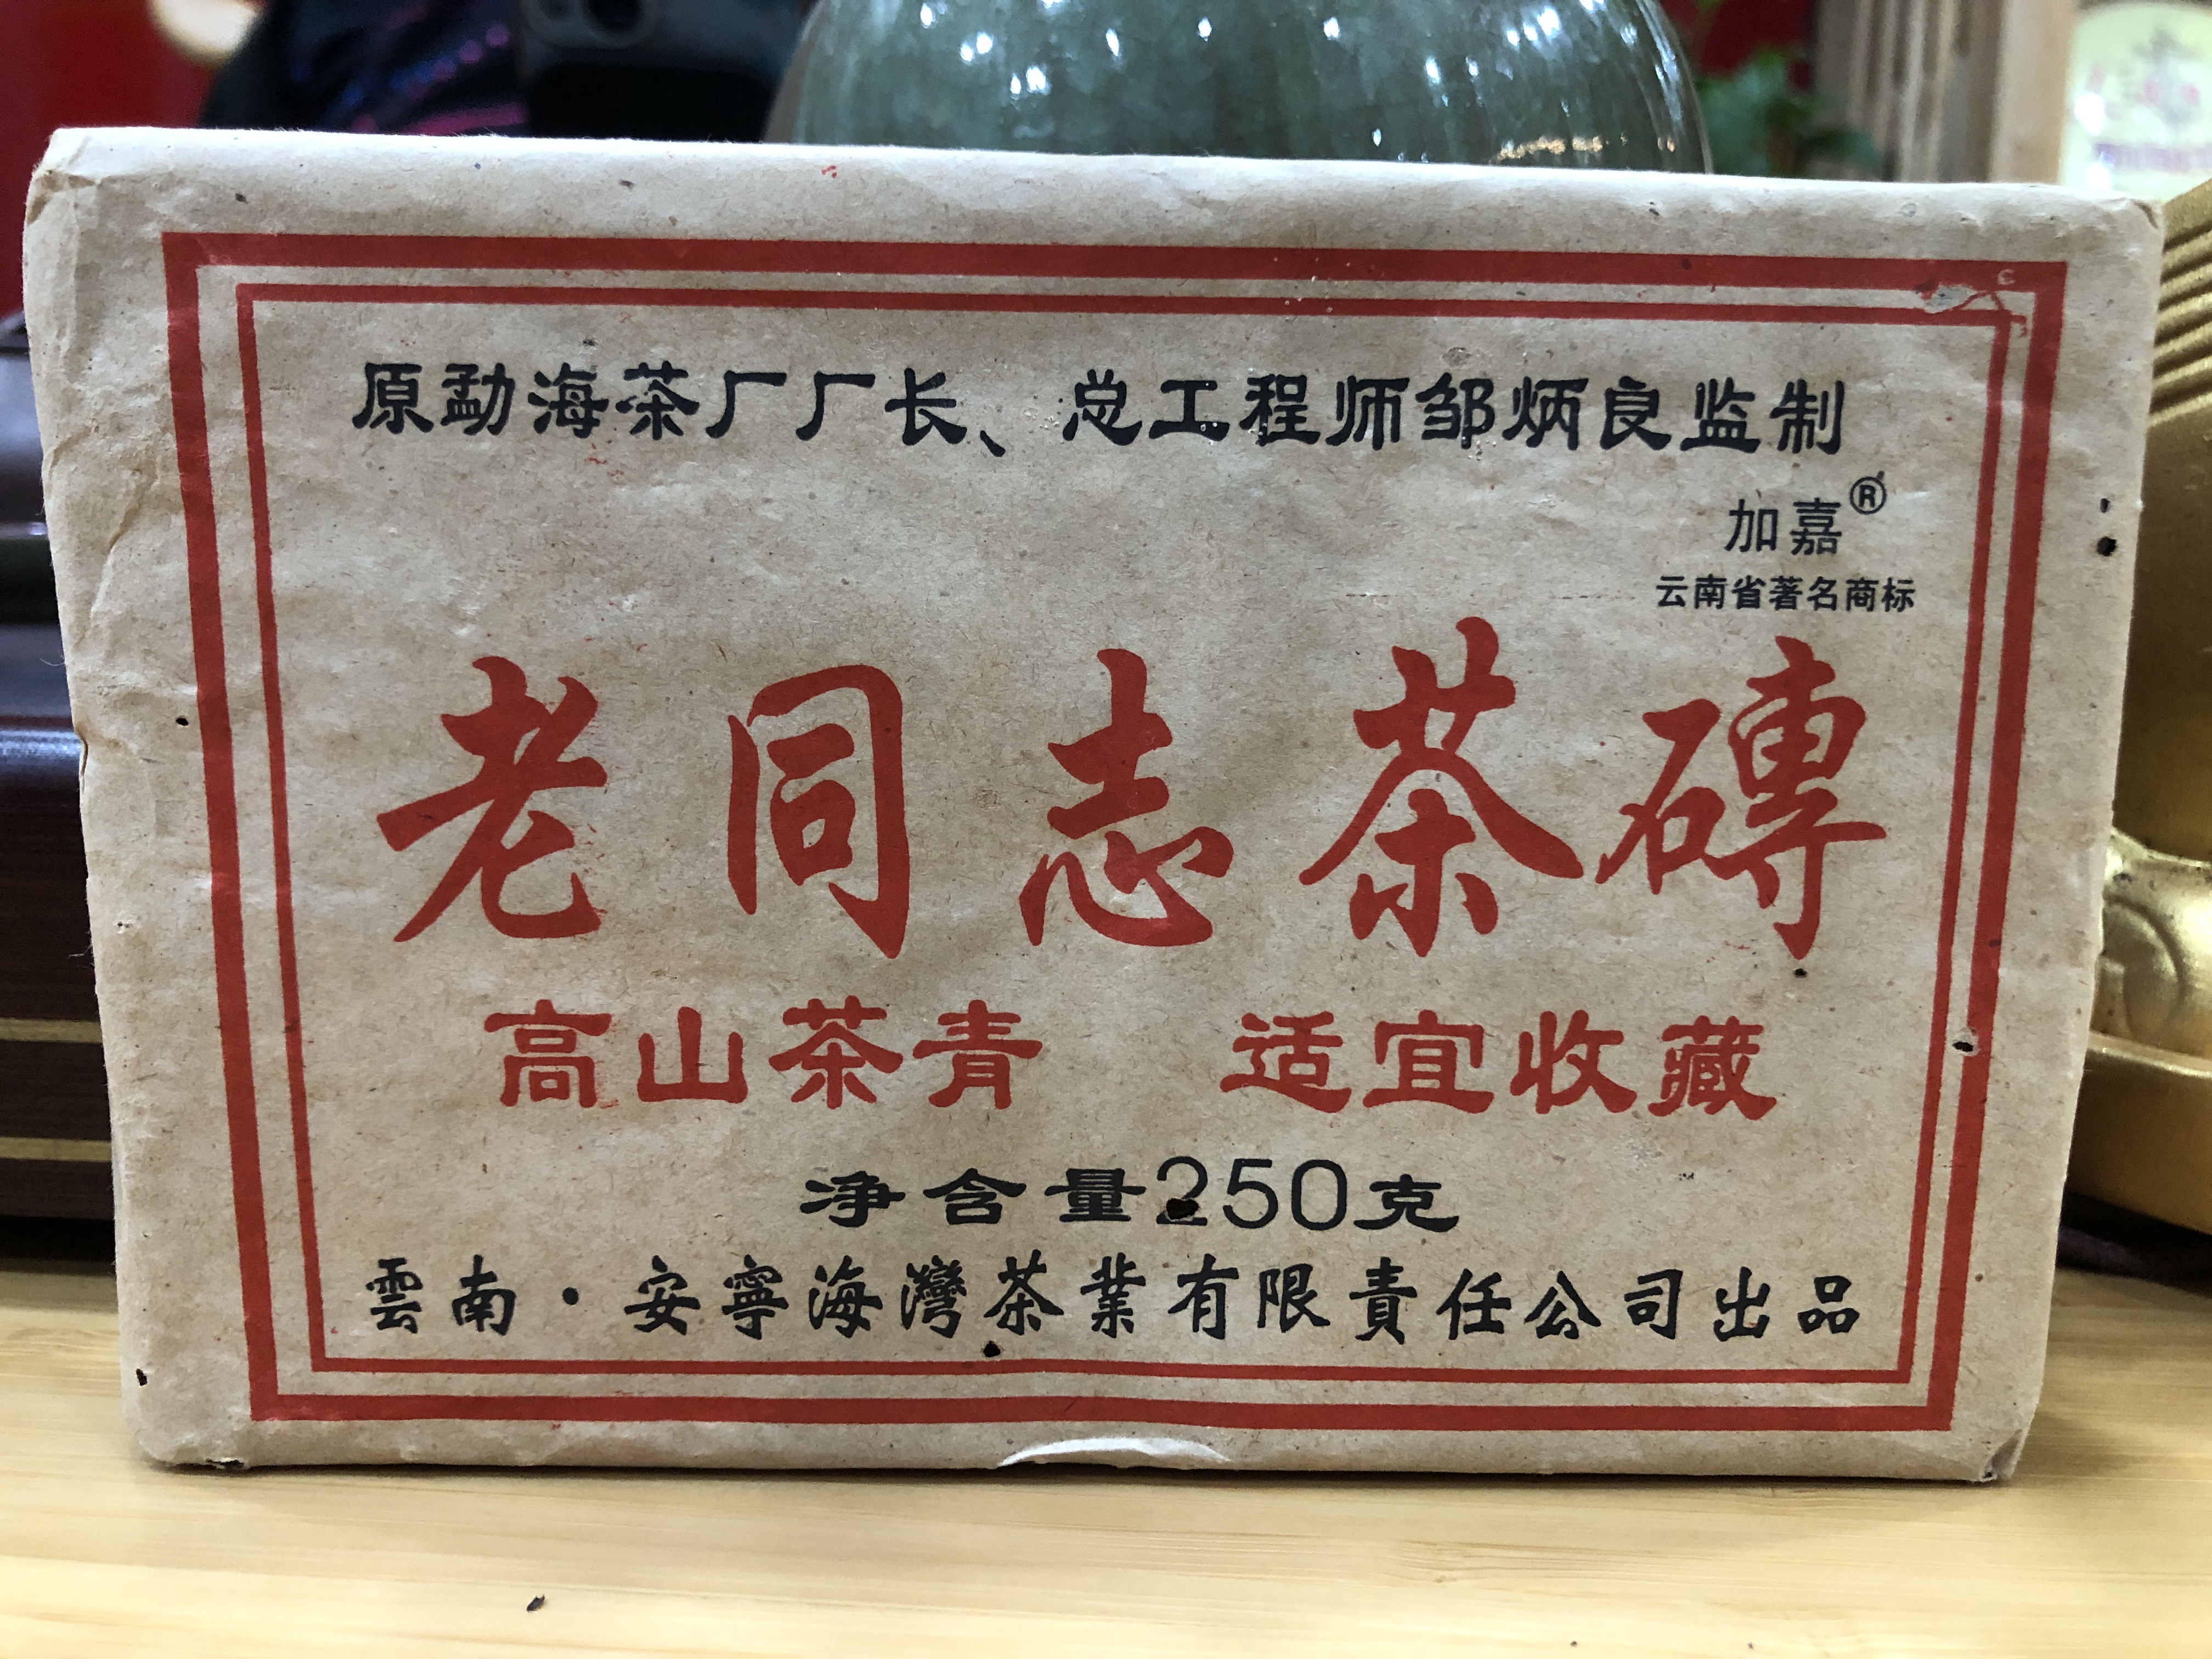 原勐海茶厂厂长、总工程师邹炳良监制
加嘉®
云南省著名商标
老同志茶磚
高山茶青 适宜收藏
净含量250克
雲南·安寧海灣茶業有限責任公司出品